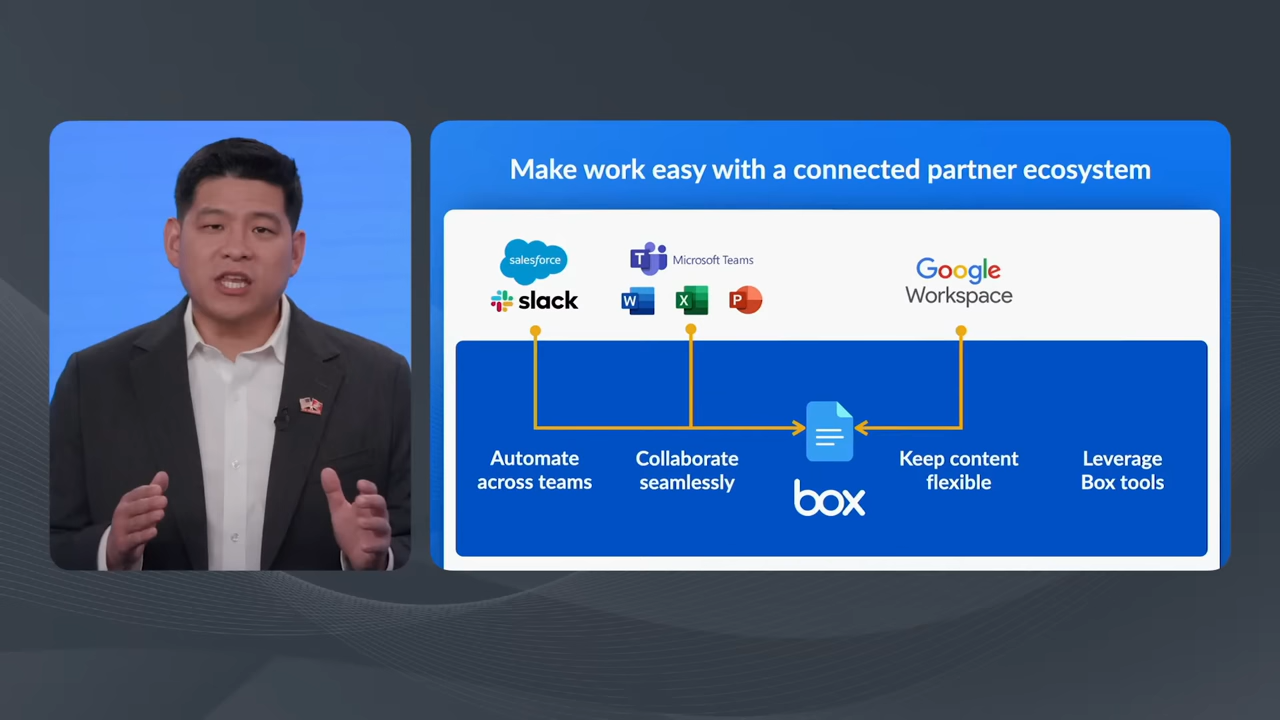 Make work easy with a connected partner ecosystem
salesforce
slack
T
Microsoft Teams
W
X
P
Google
Workspace
Automate
across teams
Collaborate
seamlessly
box
Keep content
flexible
Leverage
Box tools